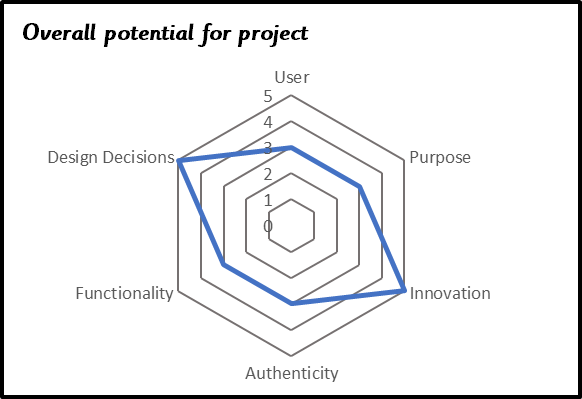 Overall potential for project
User
5
4
3
2
1
0
Design Decisions
Purpose
Functionality
Innovation
Authenticity